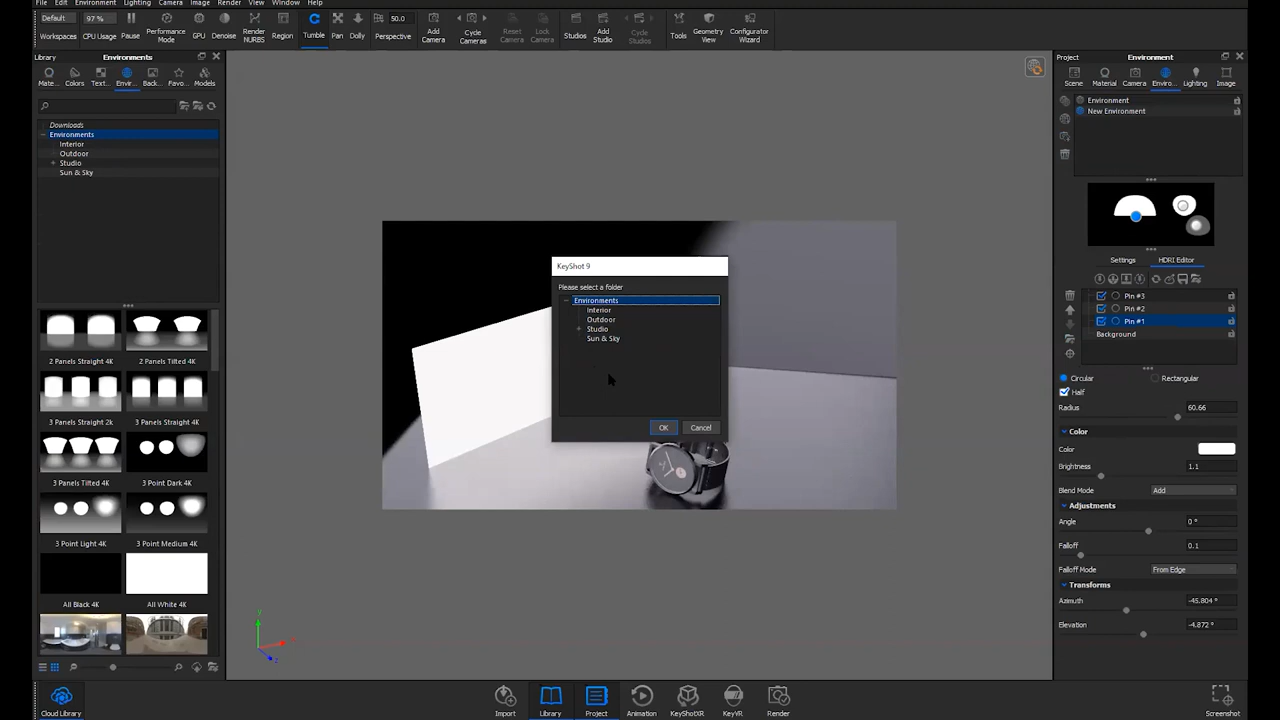 File Edit Environment Lighting Camera Image Render View Window Help
Default 97 % 50.0
Workspaces CPU Usage Pause Performance Mode GPU Denoise Render NURBS Region Tumble Pan Dolly Perspective Add Camera Cycle Cameras Reset Camera Lock Camera Studios Add Studio Cycle Studios Tools Geometry View Configurator Wizard
Library Environments
Mate... Colors Text... Envir... Back... Favo... Models
Downloads
Environments
Interior
Outdoor
Studio
Sun & Sky
2 Panels Straight 4K 2 Panels Tilted 4K
3 Panels Straight 2k 3 Panels Straight 4K
3 Panels Tilted 4K 3 Point Dark 4K
3 Point Light 4K 3 Point Medium 4K
All Black 4K All White 4K
Cloud Library
KeyShot 9
Please select a folder
Environments
Interior
Outdoor
Studio
Sun & Sky
OK Cancel
Project Environment
Scene Material Camera Enviro... Lighting Image
Environment
New Environment
Settings HDRI Editor
Pin #3
Pin #2
Pin #1
Background
Circular Rectangular
Half
Radius 60.66
Color
Color
Brightness 1.1
Blend Mode Add
Adjustments
Angle 0 °
Falloff 0.1
Falloff Mode From Edge
Transforms
Azimuth -45.804 °
Elevation -4.872 °
Import Library Project Animation KeyShotXR KeyVR Render Screenshot